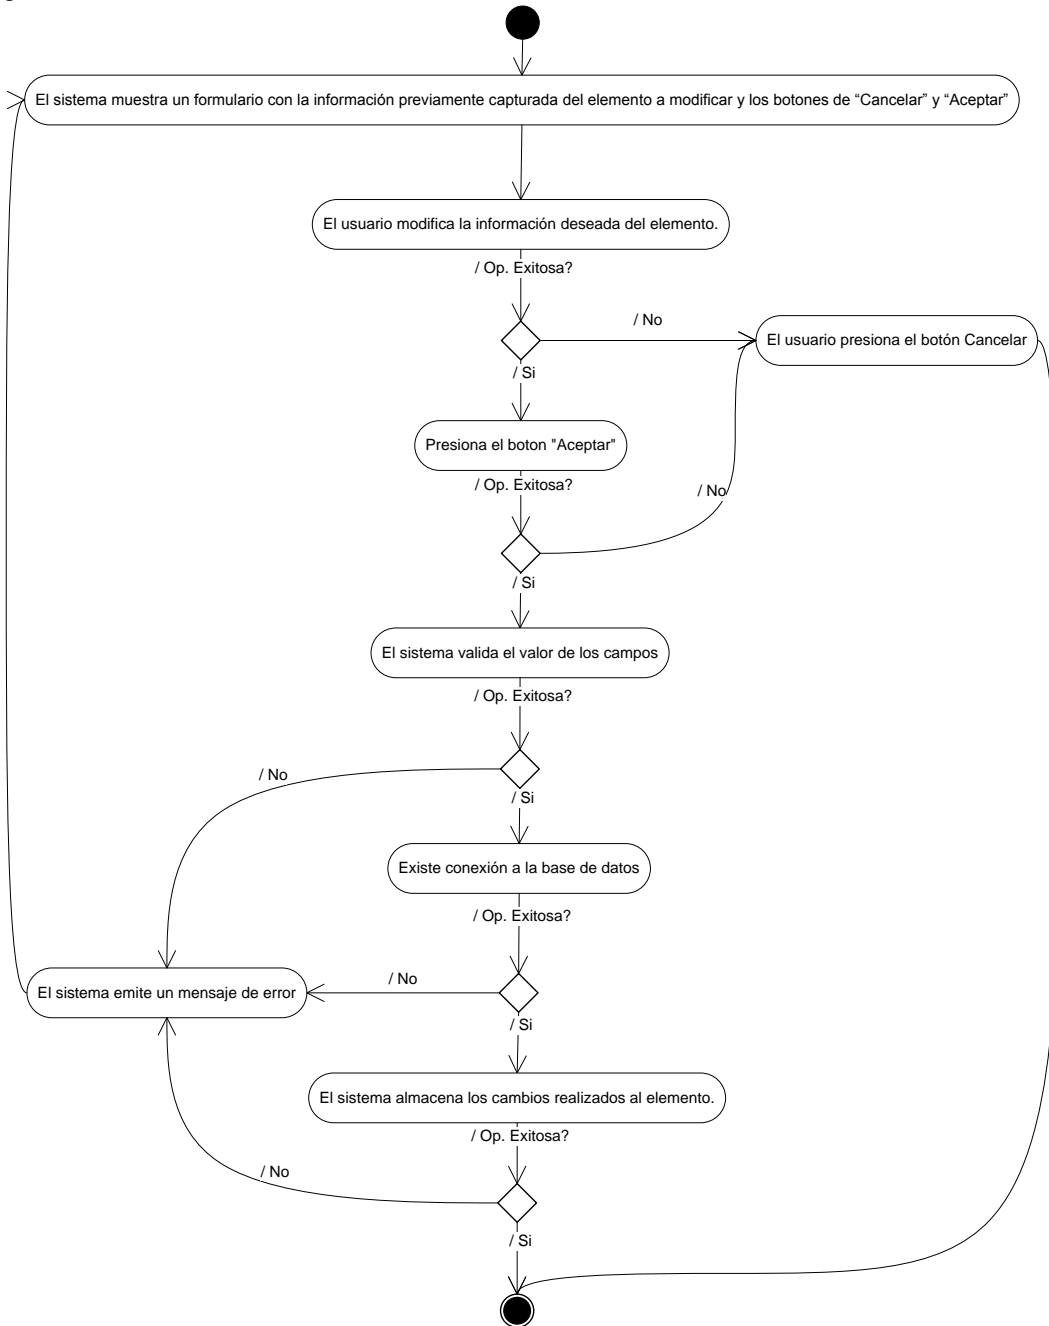 El sistema muestra un formulario con la información previamente capturada del elemento a modificar y los botones de “Cancelar” y “Aceptar”
El usuario modifica la información deseada del elemento.
/ Op. Exitosa?
/ No
El usuario presiona el botón Cancelar
/ Si
Presiona el boton "Aceptar"
/ Op. Exitosa?
/ No
/ Si
El sistema valida el valor de los campos
/ Op. Exitosa?
/ No
/ Si
Existe conexión a la base de datos
/ Op. Exitosa?
/ No
El sistema emite un mensaje de error
/ Si
El sistema almacena los cambios realizados al elemento.
/ Op. Exitosa?
/ No
/ Si